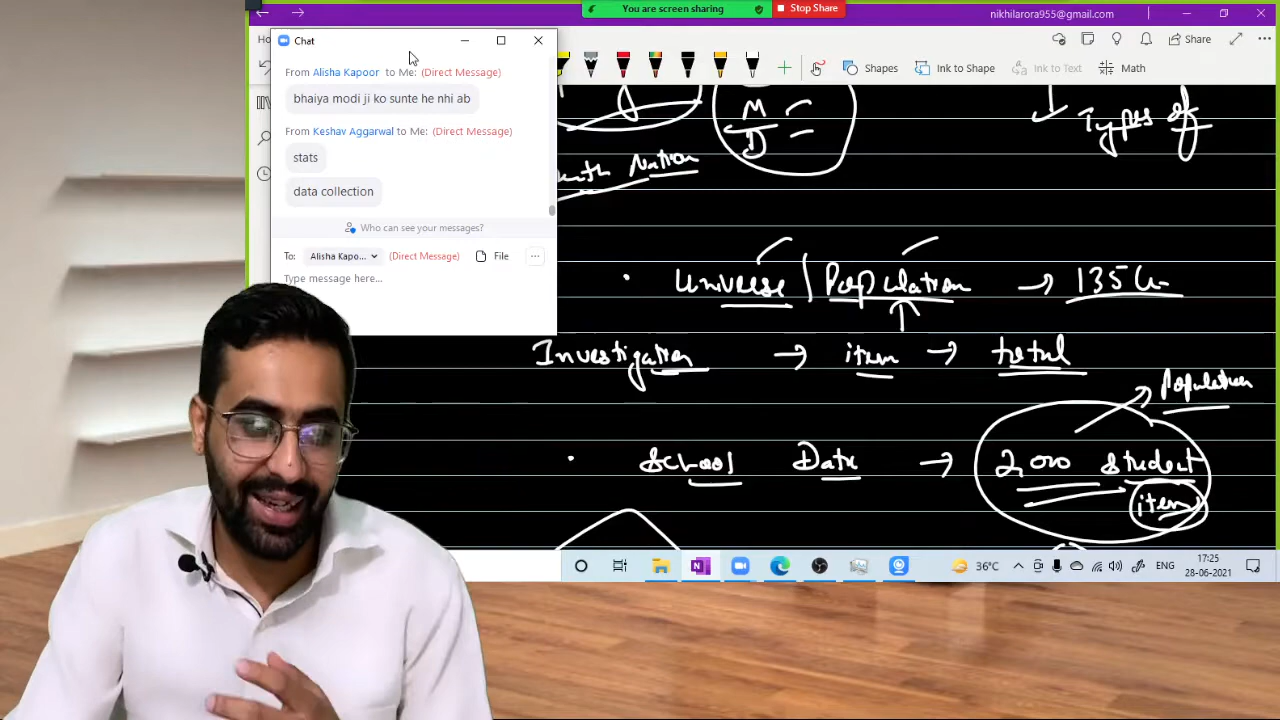 You are screen sharing
Stop Share
nikhilarora955@gmail.com
Chat
From Alisha Kapoor to Me: (Direct Message)
bhaiya modi ji ko sunte he nhi ab
From Keshav Aggarwal to Me: (Direct Message)
stats
data collection
Who can see your messages?
To: Alisha Kapo... (Direct Message) File ...
Type message here...
Share
Shapes
Ink to Shape
Ink to Text
Math
M
D
Nation
Types of
Universe | Population → 135 Cr
Investigation → item → total
Population
School Data → 2,000 student
item
36°C
ENG
17:25
28-06-2021